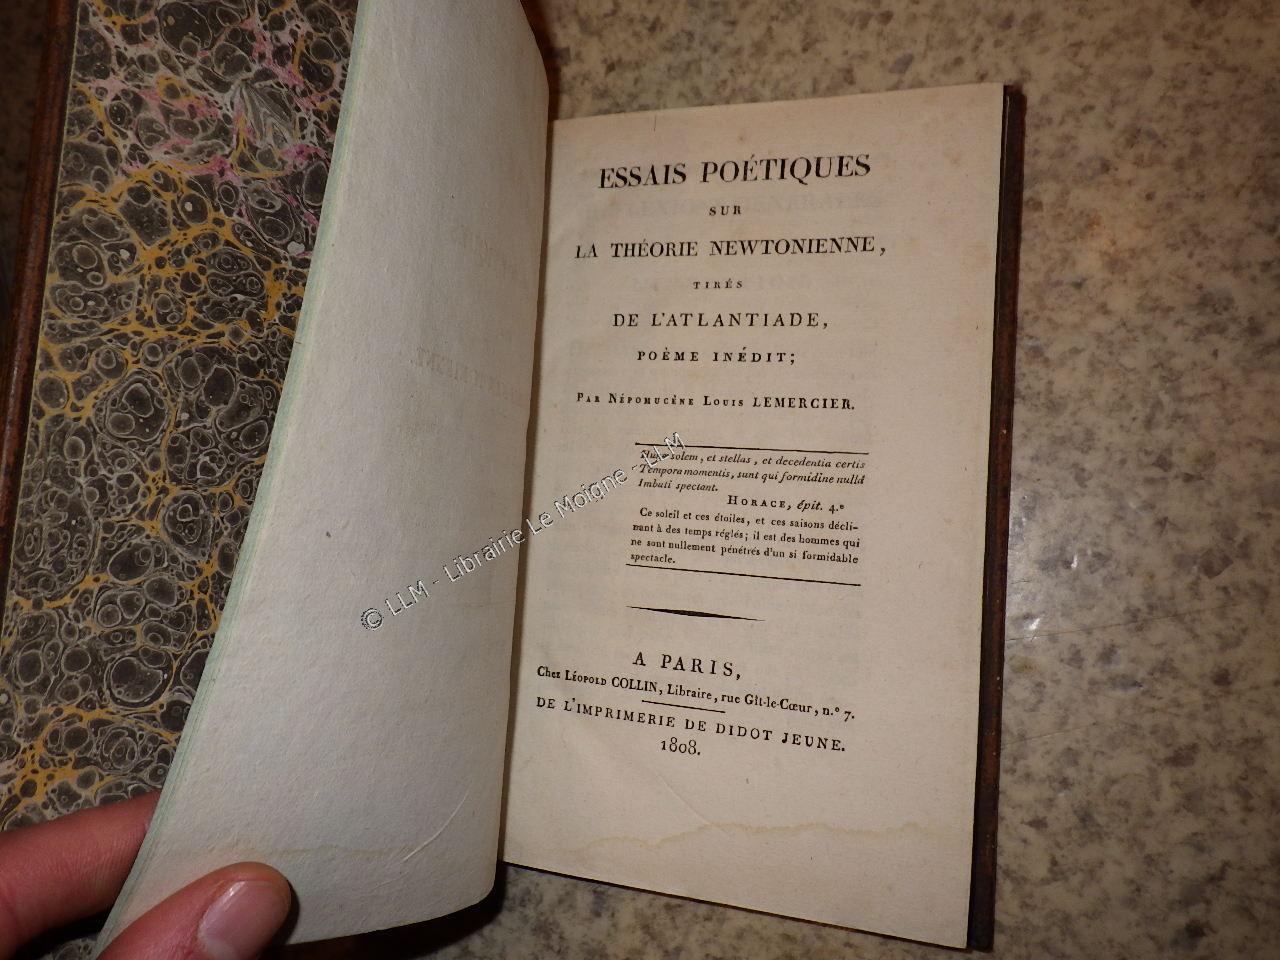 ESSAIS POÉTIQUES
SUR
LA THÉORIE NEWTONIENNE,
TIRÉS
DE L'ATLANTIADE,
POÈME INÉDIT;
PAR NÉPOMUCÈNE LOUIS LEMERCIER.
solem, et stellas, et decedentia certis
Tempora momentis, sunt qui formidine nullâ
Imbuti spectant.
HORACE, épit. 4.e
Ce soleil et ces étoiles, et ces saisons décli-
nant à des temps réglés; il est des hommes qui
ne sont nullement pénétrés d'un si formidable
spectacle.
A PARIS,
Chez LÉOPOLD COLLIN, Libraire, rue Gît-le-Cœur, n.º 7.
DE L'IMPRIMERIE DE DIDOT JEUNE.
1808.
© LLM - Librairie Le Moigne - LLM